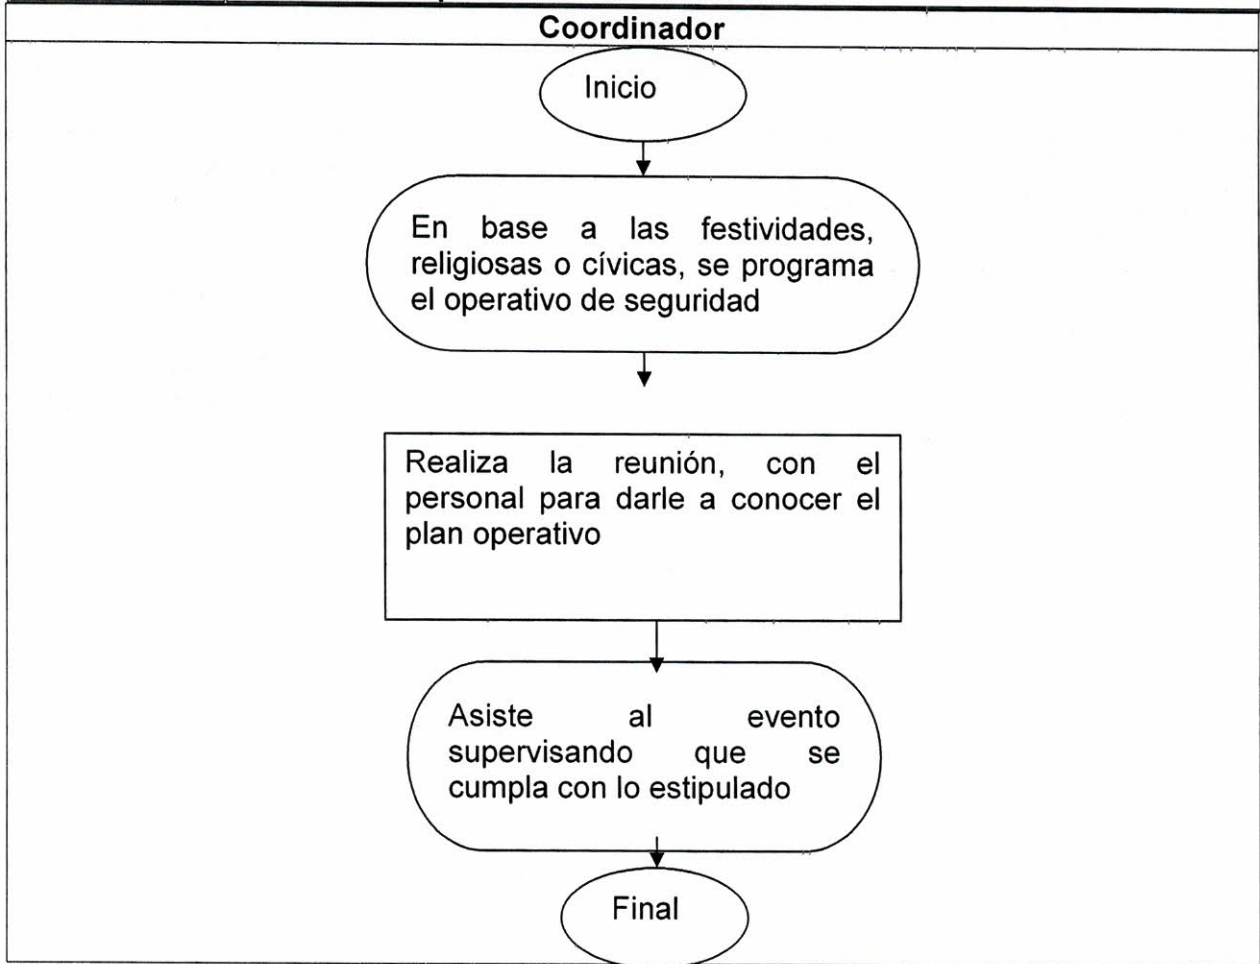 Coordinador
Inicio
En base a las festividades,
religiosas o cívicas, se programa
el operativo de seguridad
Realiza la reunión, con el
personal para darle a conocer el
plan operativo
Asiste al evento
supervisando que se
cumpla con lo estipulado
Final